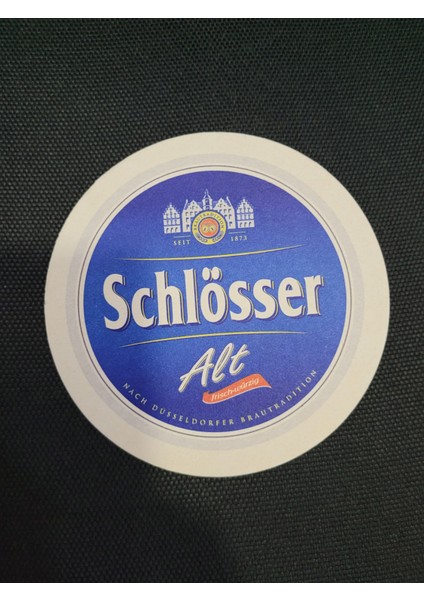 SEIT 1873
Schlösser
Alt
frisch-würzig
NACH DÜSSELDORFER BRAUTRADITION